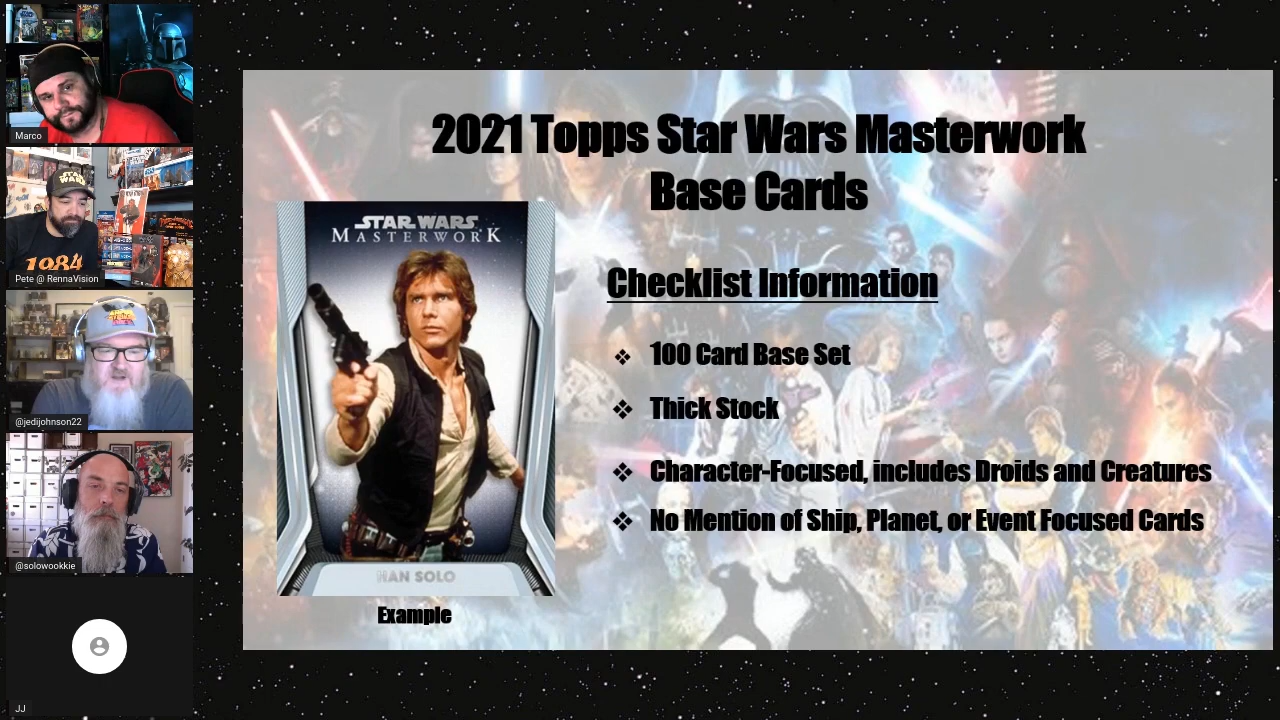 Marco
STAR WARS
1984
Pete @ RennaVision
@jedijohnson22
@solowookkie
JJ
2021 Topps Star Wars Masterwork
Base Cards
STAR WARS
MASTERWORK
HAN SOLO
Example
Checklist Information
❖ 100 Card Base Set
❖ Thick Stock
❖ Character-Focused, includes Droids and Creatures
❖ No Mention of Ship, Planet, or Event Focused Cards